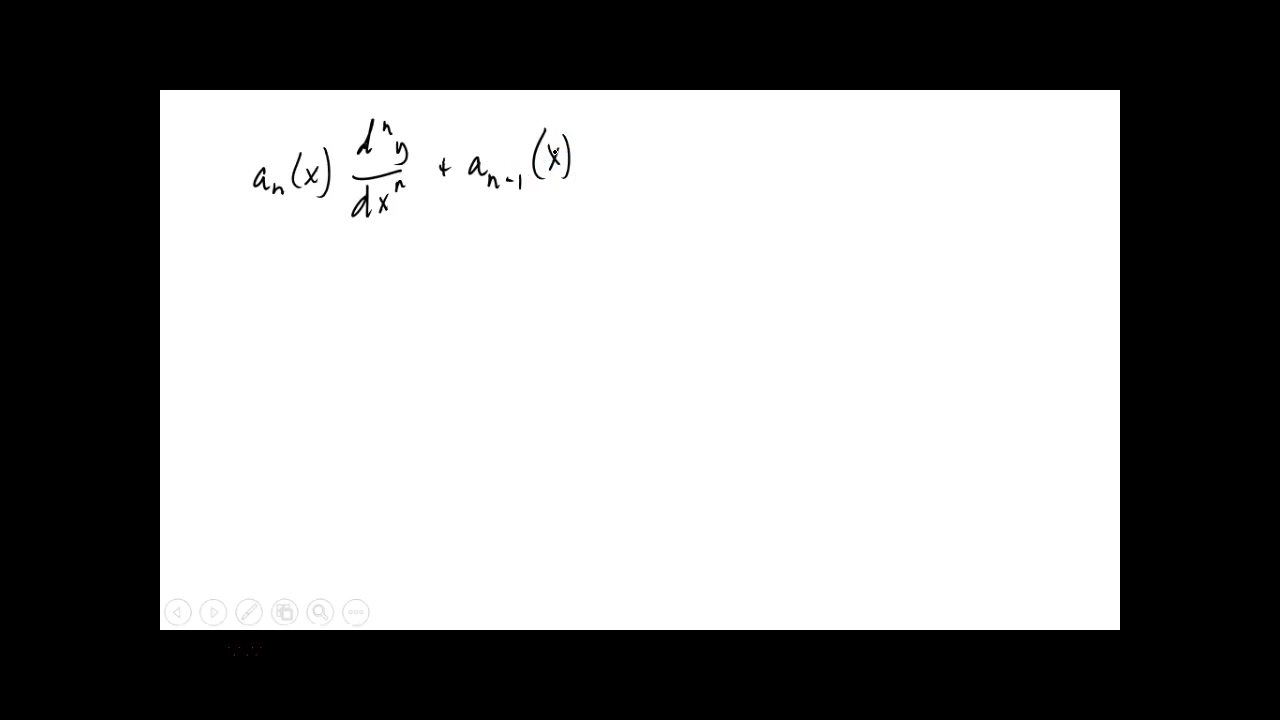 aₙ(x) dⁿy/dxⁿ + aₙ₋₁(x)